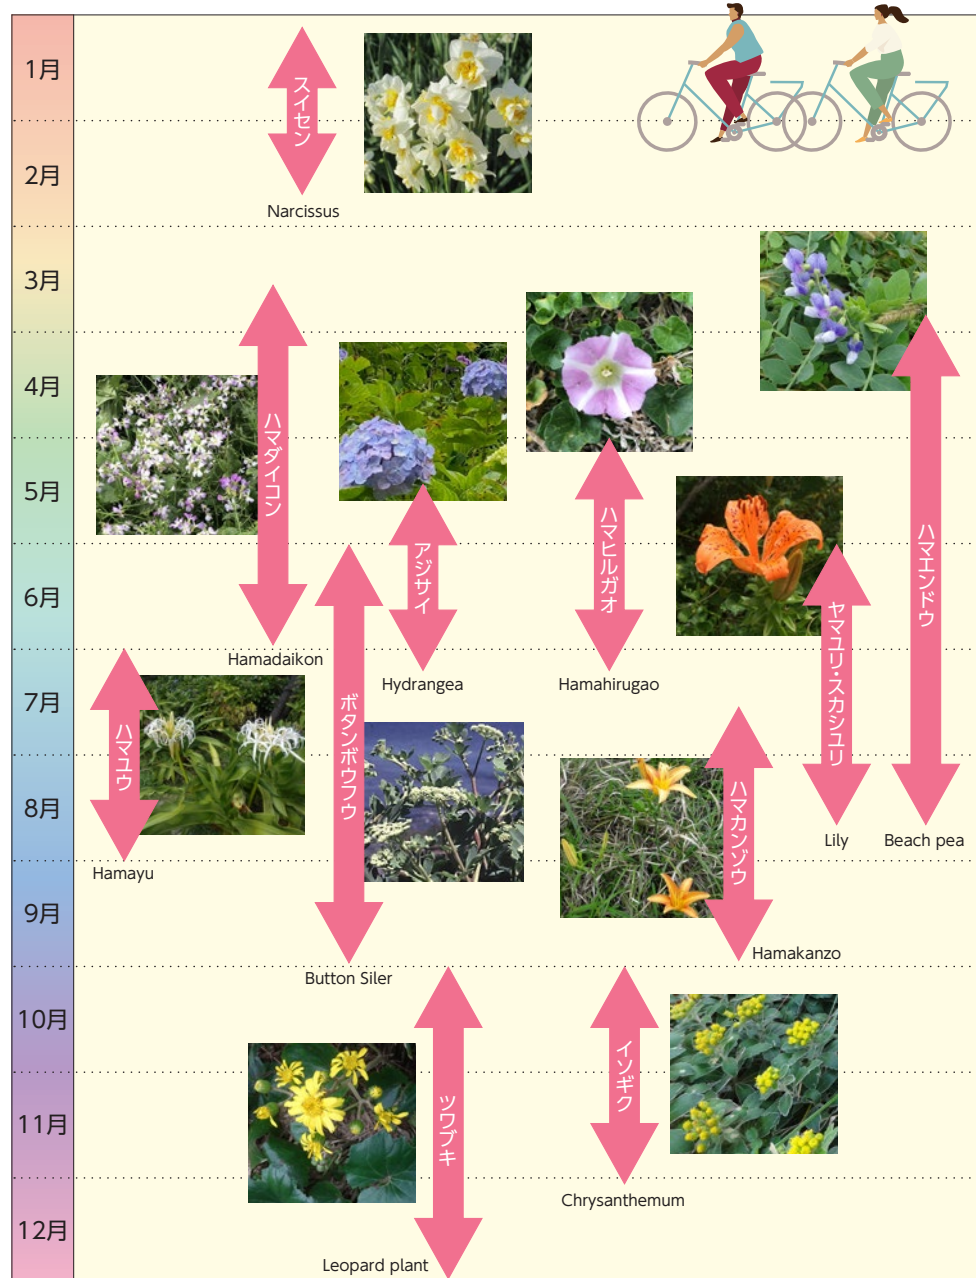 1月
スイセン
2月
Narcissus
3月
4月
ハマダイコン
5月
アジサイ
ハマヒルガオ
ハマエンドウ
6月
ヤマユリ・スカシユリ
Hamadaikon
Hydrangea
Hamahirugao
7月
ハマユウ
ボタンボウフウ
8月
ハマカンゾウ
Lily
Beach pea
Hamayu
9月
Hamakanzo
Button Siler
10月
イソギク
11月
ツワブキ
Chrysanthemum
12月
Leopard plant